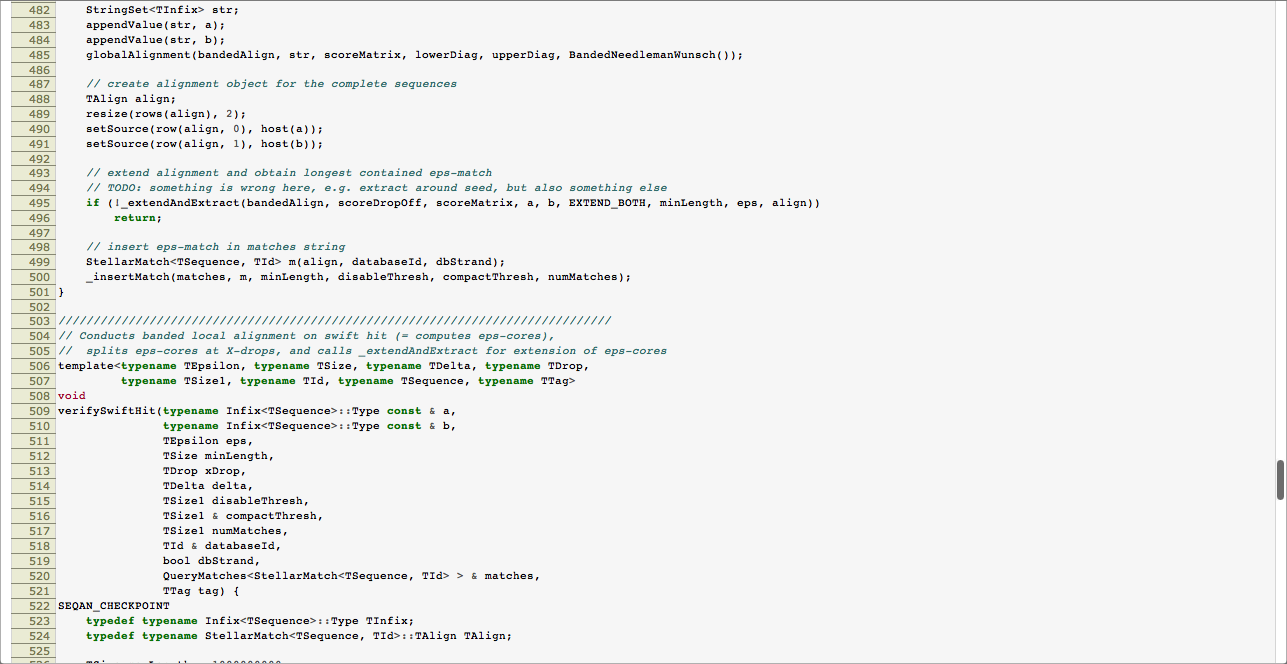 482 StringSet<TInfix> str;
483 appendValue(str, a);
484 appendValue(str, b);
485 globalAlignment(bandedAlign, str, scoreMatrix, lowerDiag, upperDiag, BandedNeedlemanWunsch());
486
487 // create alignment object for the complete sequences
488 TAlign align;
489 resize(rows(align), 2);
490 setSource(row(align, 0), host(a));
491 setSource(row(align, 1), host(b));
492
493 // extend alignment and obtain longest contained eps-match
494 // TODO: something is wrong here, e.g. extract around seed, but also something else
495 if (!_extendAndExtract(bandedAlign, scoreDropOff, scoreMatrix, a, b, EXTEND_BOTH, minLength, eps, align))
496 return;
497
498 // insert eps-match in matches string
499 StellarMatch<TSequence, TId> m(align, databaseId, dbStrand);
500 _insertMatch(matches, m, minLength, disableThresh, compactThresh, numMatches);
501 }
502
503 ///////////////////////////////////////////////////////////////////////////////
504 // Conducts banded local alignment on swift hit (= computes eps-cores),
505 //  splits eps-cores at X-drops, and calls _extendAndExtract for extension of eps-cores
506 template<typename TEpsilon, typename TSize, typename TDelta, typename TDrop,
507 typename TSize1, typename TId, typename TSequence, typename TTag>
508 void
509 verifySwiftHit(typename Infix<TSequence>::Type const & a,
510 typename Infix<TSequence>::Type const & b,
511 TEpsilon eps,
512 TSize minLength,
513 TDrop xDrop,
514 TDelta delta,
515 TSize1 disableThresh,
516 TSize1 & compactThresh,
517 TSize1 numMatches,
518 TId & databaseId,
519 bool dbStrand,
520 QueryMatches<StellarMatch<TSequence, TId> > & matches,
521 TTag tag) {
522 SEQAN_CHECKPOINT
523 typedef typename Infix<TSequence>::Type TInfix;
524 typedef typename StellarMatch<TSequence, TId>::TAlign TAlign;
525